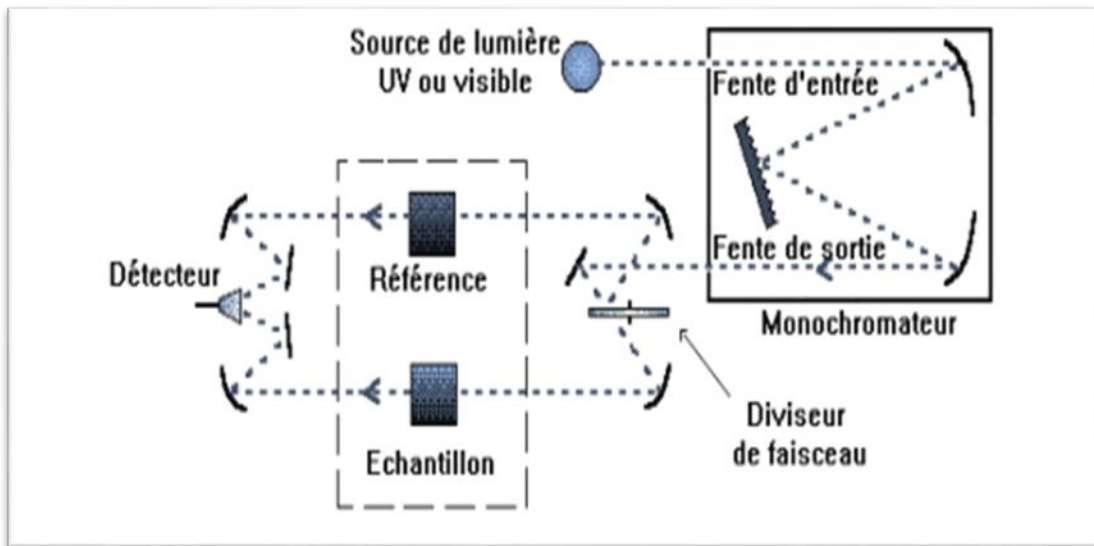 Source de lumière
UV ou visible
Fente d'entrée
Fente de sortie
Monochromateur
Détecteur
Référence
Echantillon
Diviseur
de faisceau